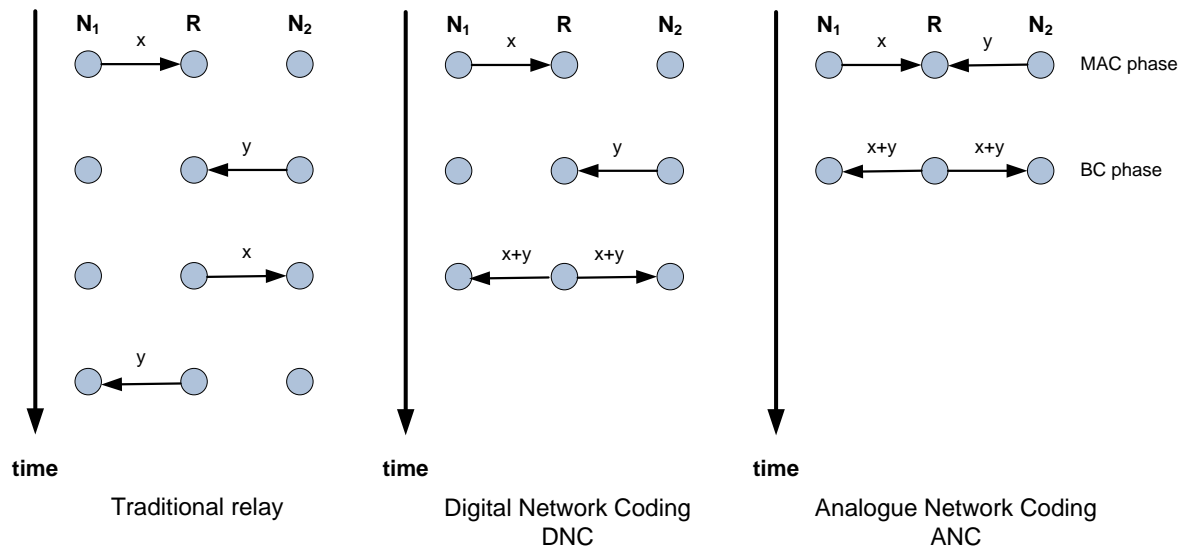 N₁ R N₂
x
y
x
y
time
Traditional relay
N₁ R N₂
x
y
x+y x+y
time
Digital Network Coding
DNC
N₁ R N₂
x y
MAC phase
x+y x+y
BC phase
time
Analogue Network Coding
ANC